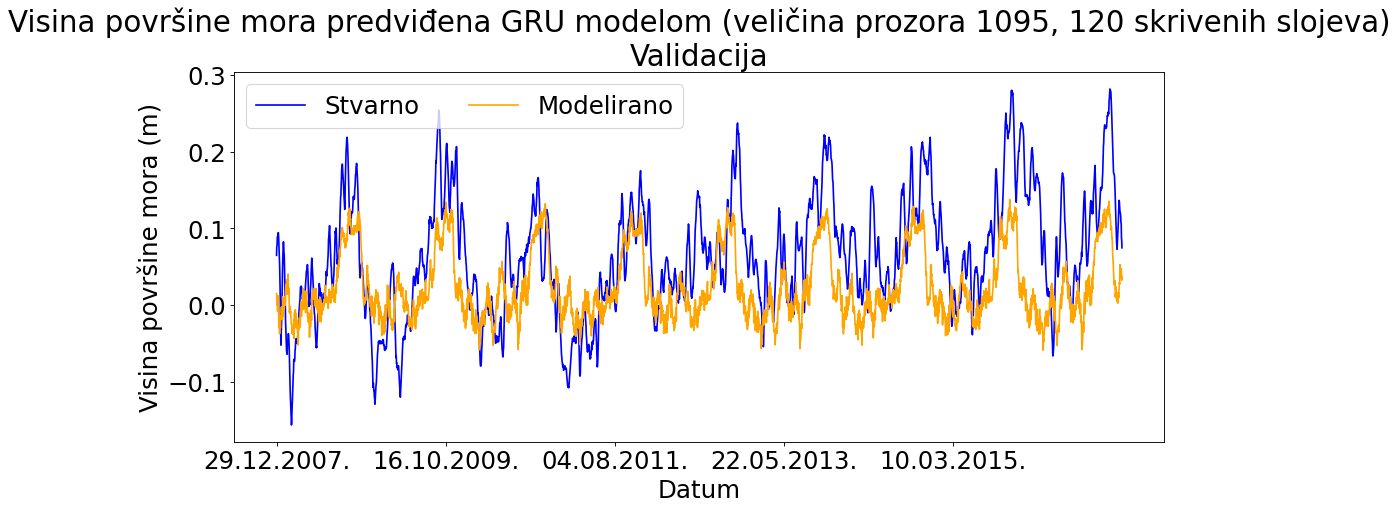 Visina površine mora predviđena GRU modelom (veličina prozora 1095, 120 skrivenih slojeva)
Validacija
Stvarno
Modelirano
Visina površine mora (m)
0.3
0.2
0.1
0.0
−0.1
29.12.2007.
16.10.2009.
04.08.2011.
22.05.2013.
10.03.2015.
Datum